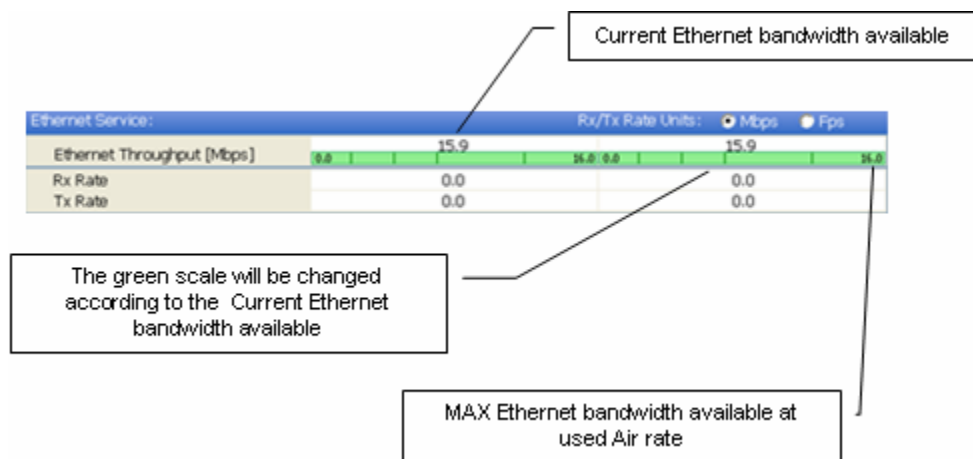 Current Ethernet bandwidth available
Ethernet Service: Rx/Tx Rate Units: Mbps Fps
Ethernet Throughput [Mbps] 15.9 15.9
0.0 16.0 0.0 16.0
Rx Rate 0.0 0.0
Tx Rate 0.0 0.0
The green scale will be changed
according to the Current Ethernet
bandwidth available
MAX Ethernet bandwidth available at
used Air rate